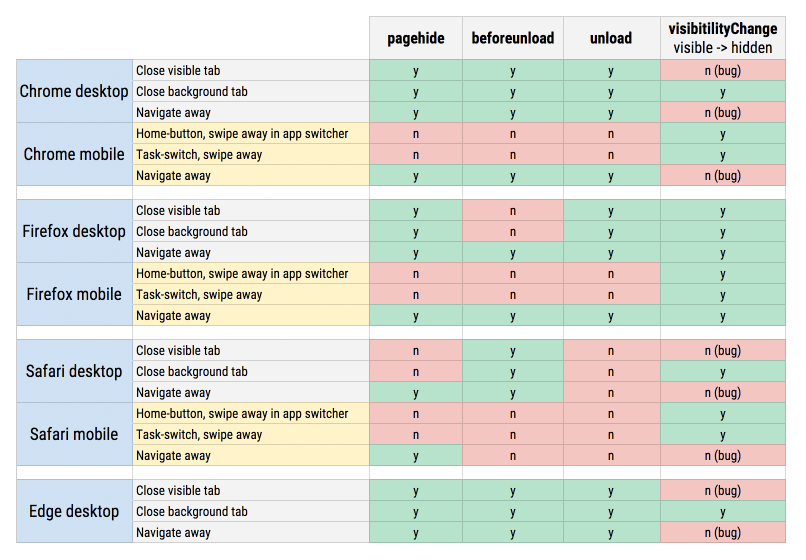 pagehide beforeunload unload visibitilityChange
visible -> hidden
Chrome desktop
Close visible tab y y y n (bug)
Close background tab y y y y
Navigate away y y y n (bug)
Chrome mobile
Home-button, swipe away in app switcher n n n y
Task-switch, swipe away n n n y
Navigate away y y y n (bug)
Firefox desktop
Close visible tab y n y y
Close background tab y n y y
Navigate away y y y y
Firefox mobile
Home-button, swipe away in app switcher n n n y
Task-switch, swipe away n n n y
Navigate away y y y y
Safari desktop
Close visible tab n y n n (bug)
Close background tab n y n y
Navigate away y y n n (bug)
Safari mobile
Home-button, swipe away in app switcher n n n y
Task-switch, swipe away n n n y
Navigate away y n n n (bug)
Edge desktop
Close visible tab y y y n (bug)
Close background tab y y y y
Navigate away y y y n (bug)